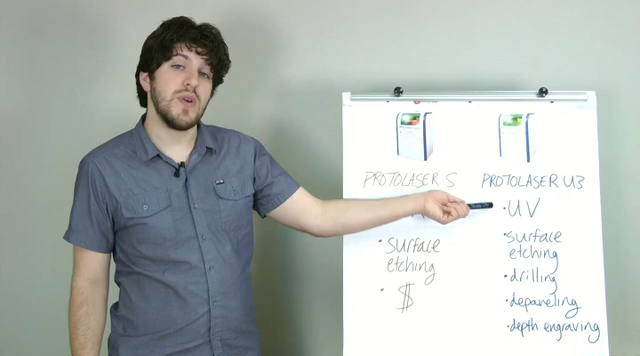 PROTOLASER S
• surface
etching
• $
PROTOLASER U3
• UV
• surface
etching
• drilling
• depaneling
• depth engraving